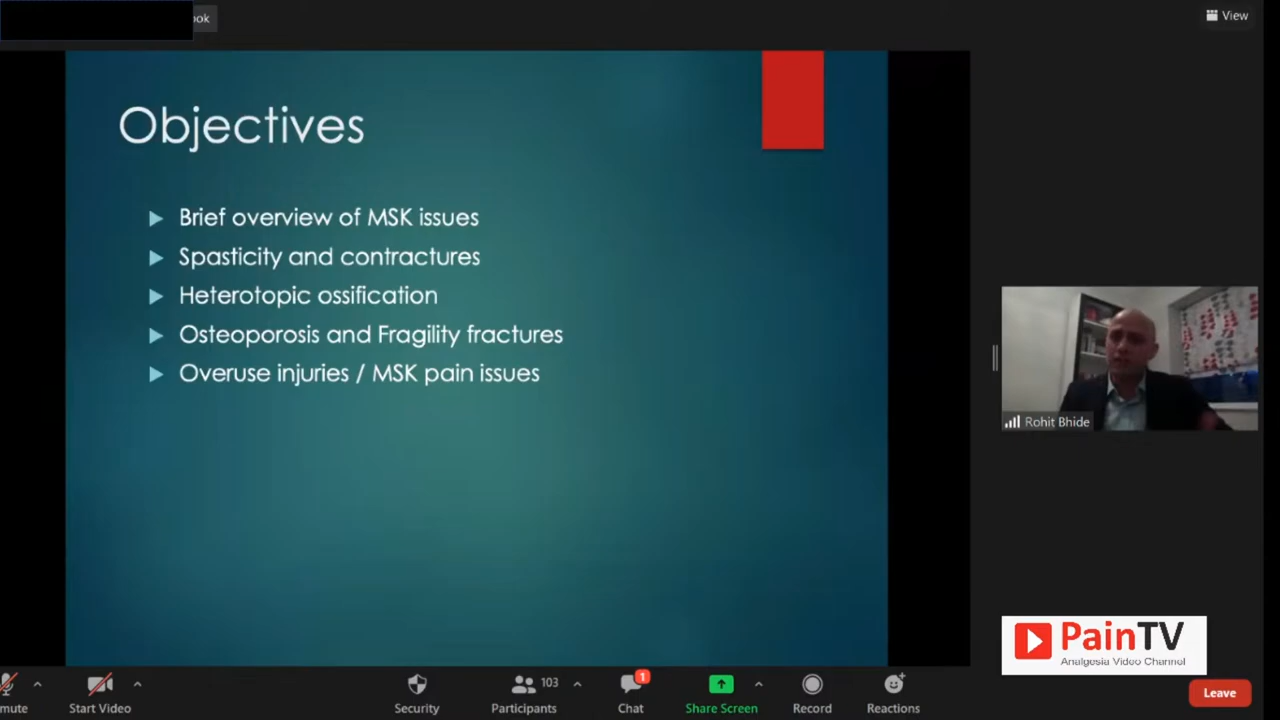 ook
View
Objectives
Brief overview of MSK issues
Spasticity and contractures
Heterotopic ossification
Osteoporosis and Fragility fractures
Overuse injuries / MSK pain issues
Rohit Bhide
PainTV
Analgesia Video Channel
mute
Start Video
Security
103
Participants
1
Chat
Share Screen
Record
Reactions
Leave